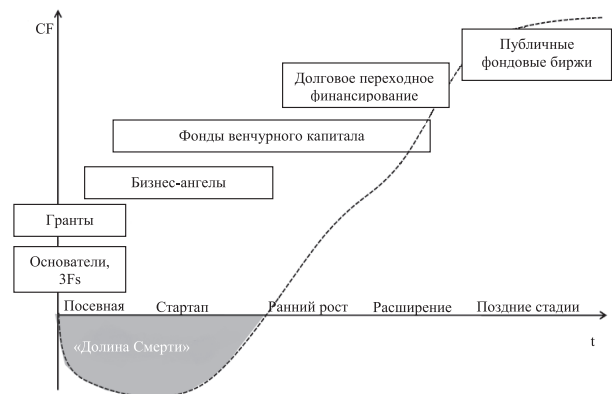 CF
Публичные
фондовые биржи
Долговое переходное
финансирование
Фонды венчурного капитала
Бизнес-ангелы
Гранты
Основатели,
3Fs
Посевная Стартап Ранний рост Расширение Поздние стадии
«Долина Смерти»
t